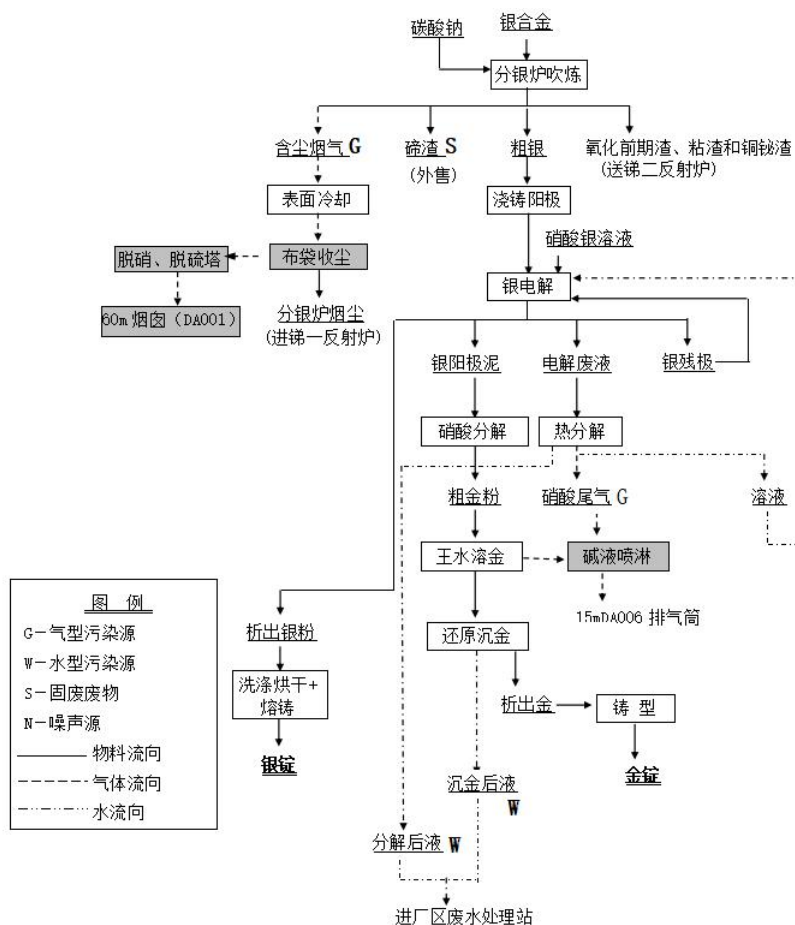 碳酸钠
银合金
分银炉吹炼
含尘烟气 G
碲渣 S
(外售)
粗银
氧化前期渣、粘渣和铜铋渣
(送锑二反射炉)
表面冷却
浇铸阳极
硝酸银溶液
脱硝、脱硫塔
布袋收尘
银电解
60m 烟囱（DA001）
分银炉烟尘
(进锑一反射炉)
银阳极泥
电解废液
银残极
硝酸分解
热分解
粗金粉
硝酸尾气 G
溶液
王水溶金
碱液喷淋
15mDA006 排气筒
图 例
G—气型污染源
W—水型污染源
S—固废废物
N—噪声源
物料流向
气体流向
水流向
析出银粉
还原沉金
洗涤烘干+
熔铸
析出金
铸 型
银锭
金锭
沉金后液
W
分解后液 W
进厂区废水处理站